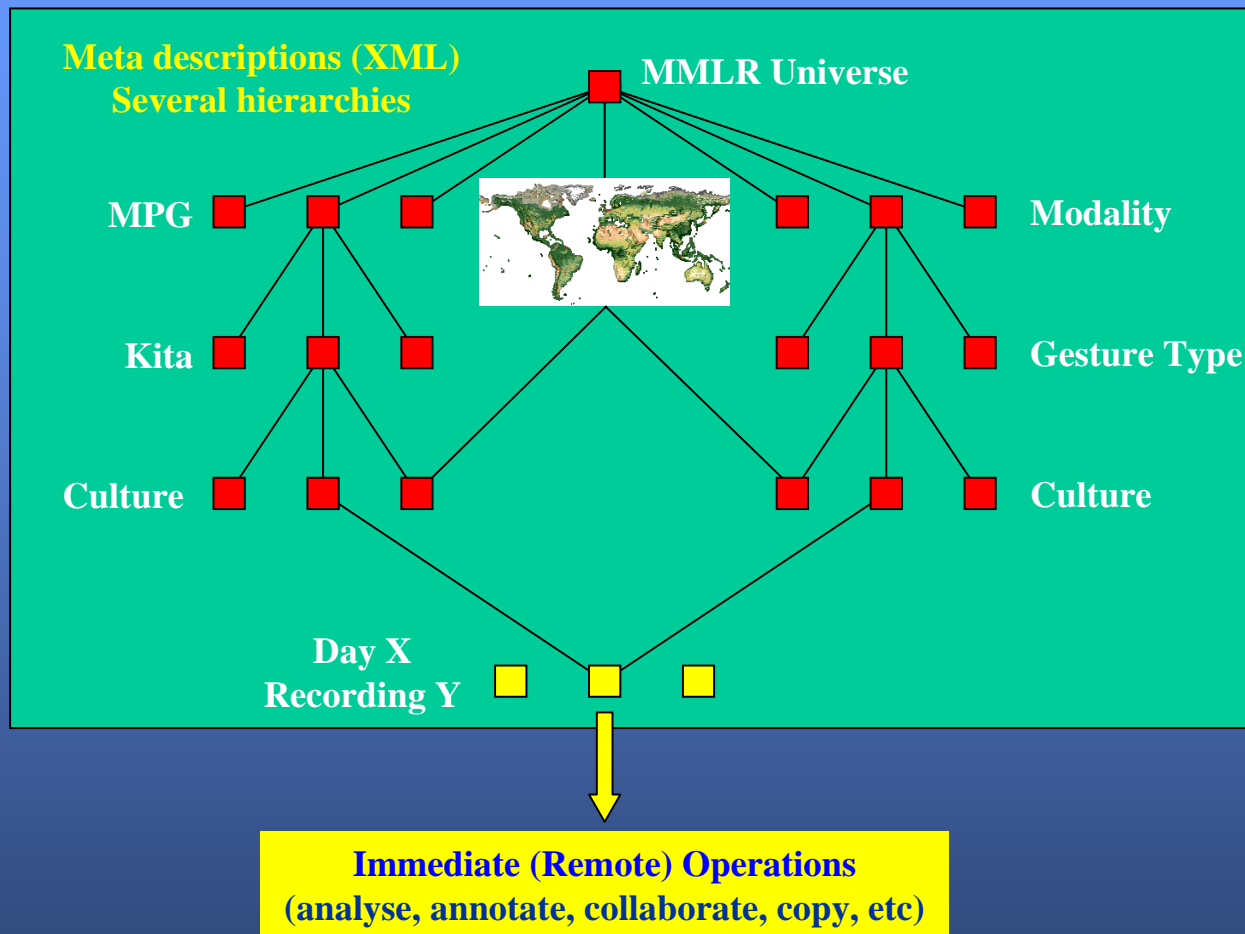 Meta descriptions (XML)
Several hierarchies
MMLR Universe
MPG
Modality
Kita
Gesture Type
Culture
Culture
Day X
Recording Y
Immediate (Remote) Operations
(analyse, annotate, collaborate, copy, etc)